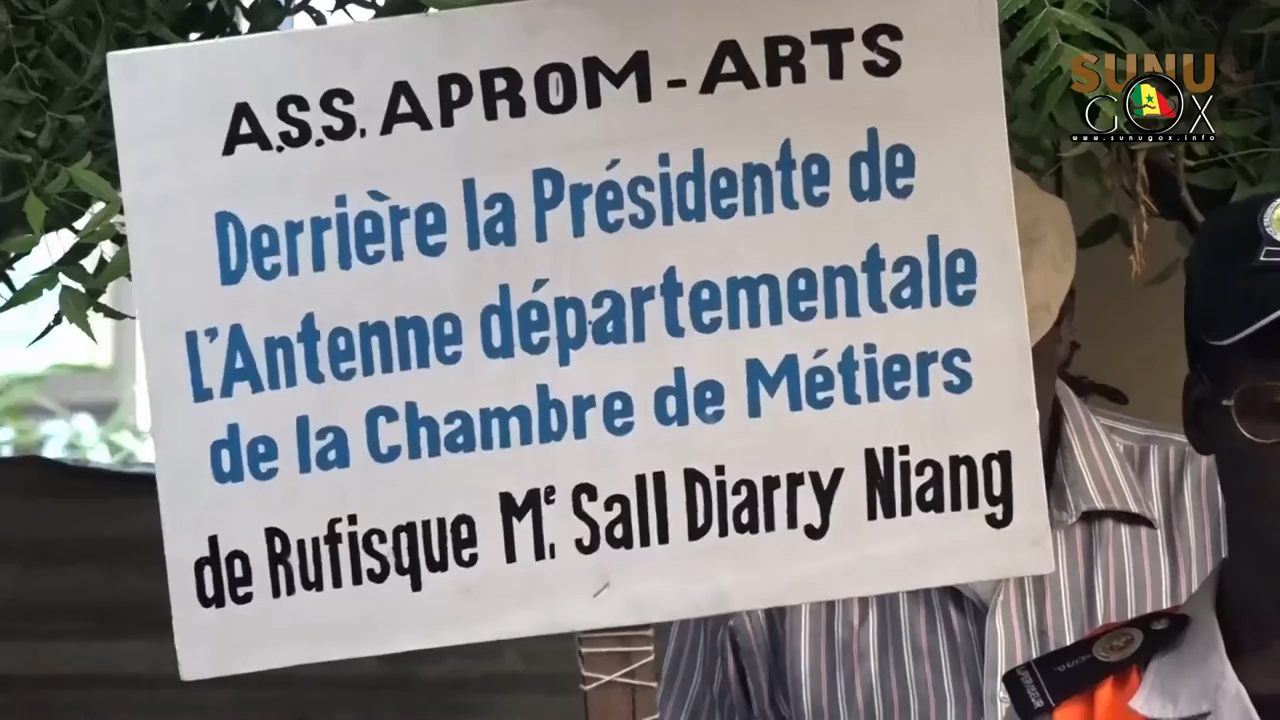 A.S.S. APROM - ARTS
Derrière la Présidente de
L'Antenne départementale
de la Chambre de Métiers
de Rufisque Me. Sall Diarry Niang
SUNU
GOX
www.sunugox.info